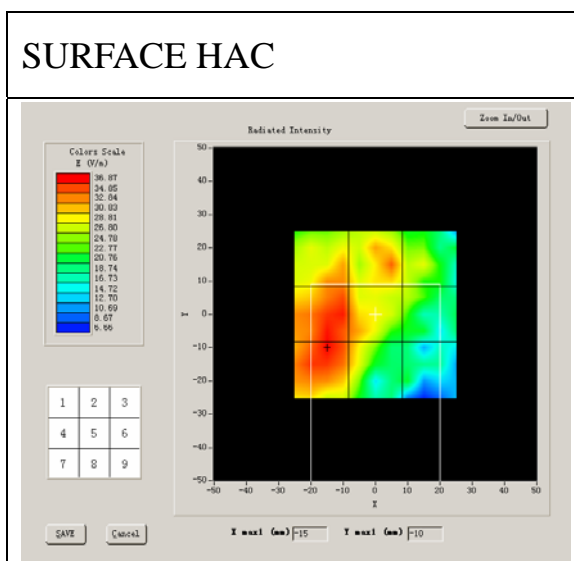 SURFACE HAC
Zoom In/Out
Radiated Intensity
Colors Scale
E (V/m)
36.87
34.85
32.84
30.83
28.81
26.80
24.78
22.77
20.76
18.74
16.73
14.72
12.70
10.69
8.67
6.66
50
40
30
20
10
0
-10
-20
-30
-40
-50
Y
-50 -40 -30 -20 -10 0 10 20 30 40 50
X
1 2 3
4 5 6
7 8 9
SAVE Cancel
X max1 (mm) -15 Y max1 (mm) -10